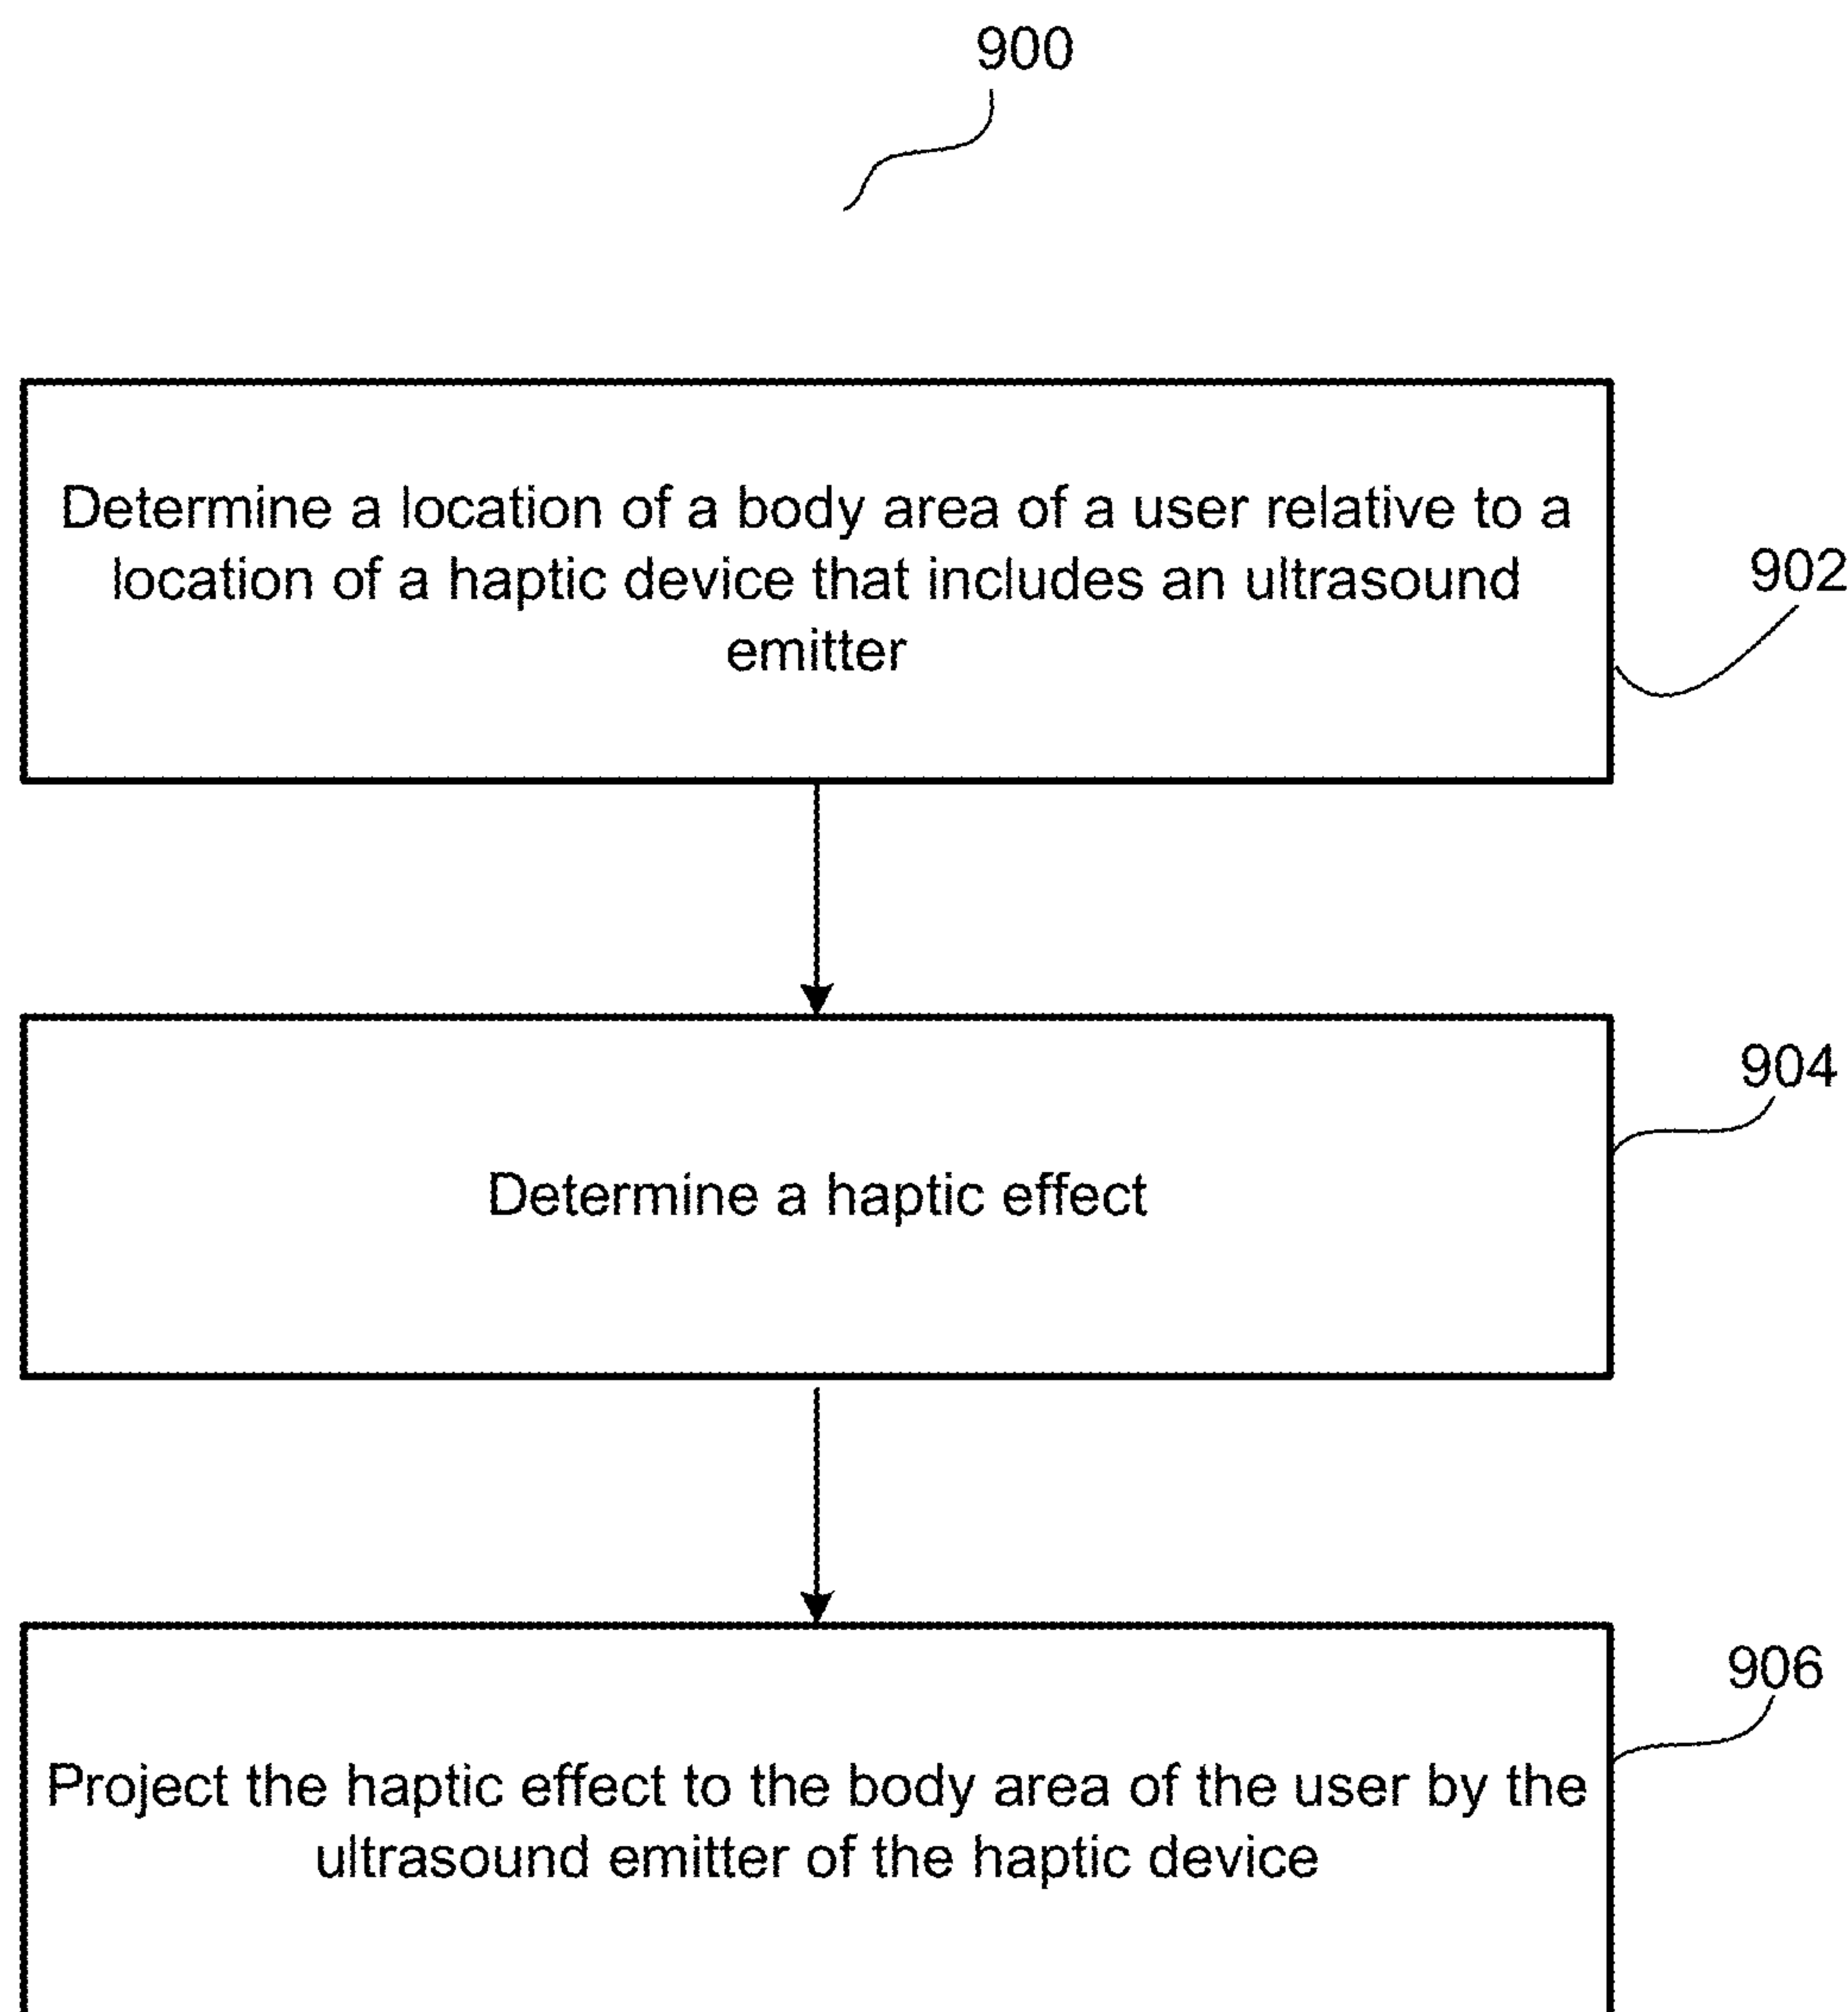 900
Determine a location of a body area of a user relative to a
location of a haptic device that includes an ultrasound
emitter
902
Determine a haptic effect
904
Project the haptic effect to the body area of the user by the
ultrasound emitter of the haptic device
906